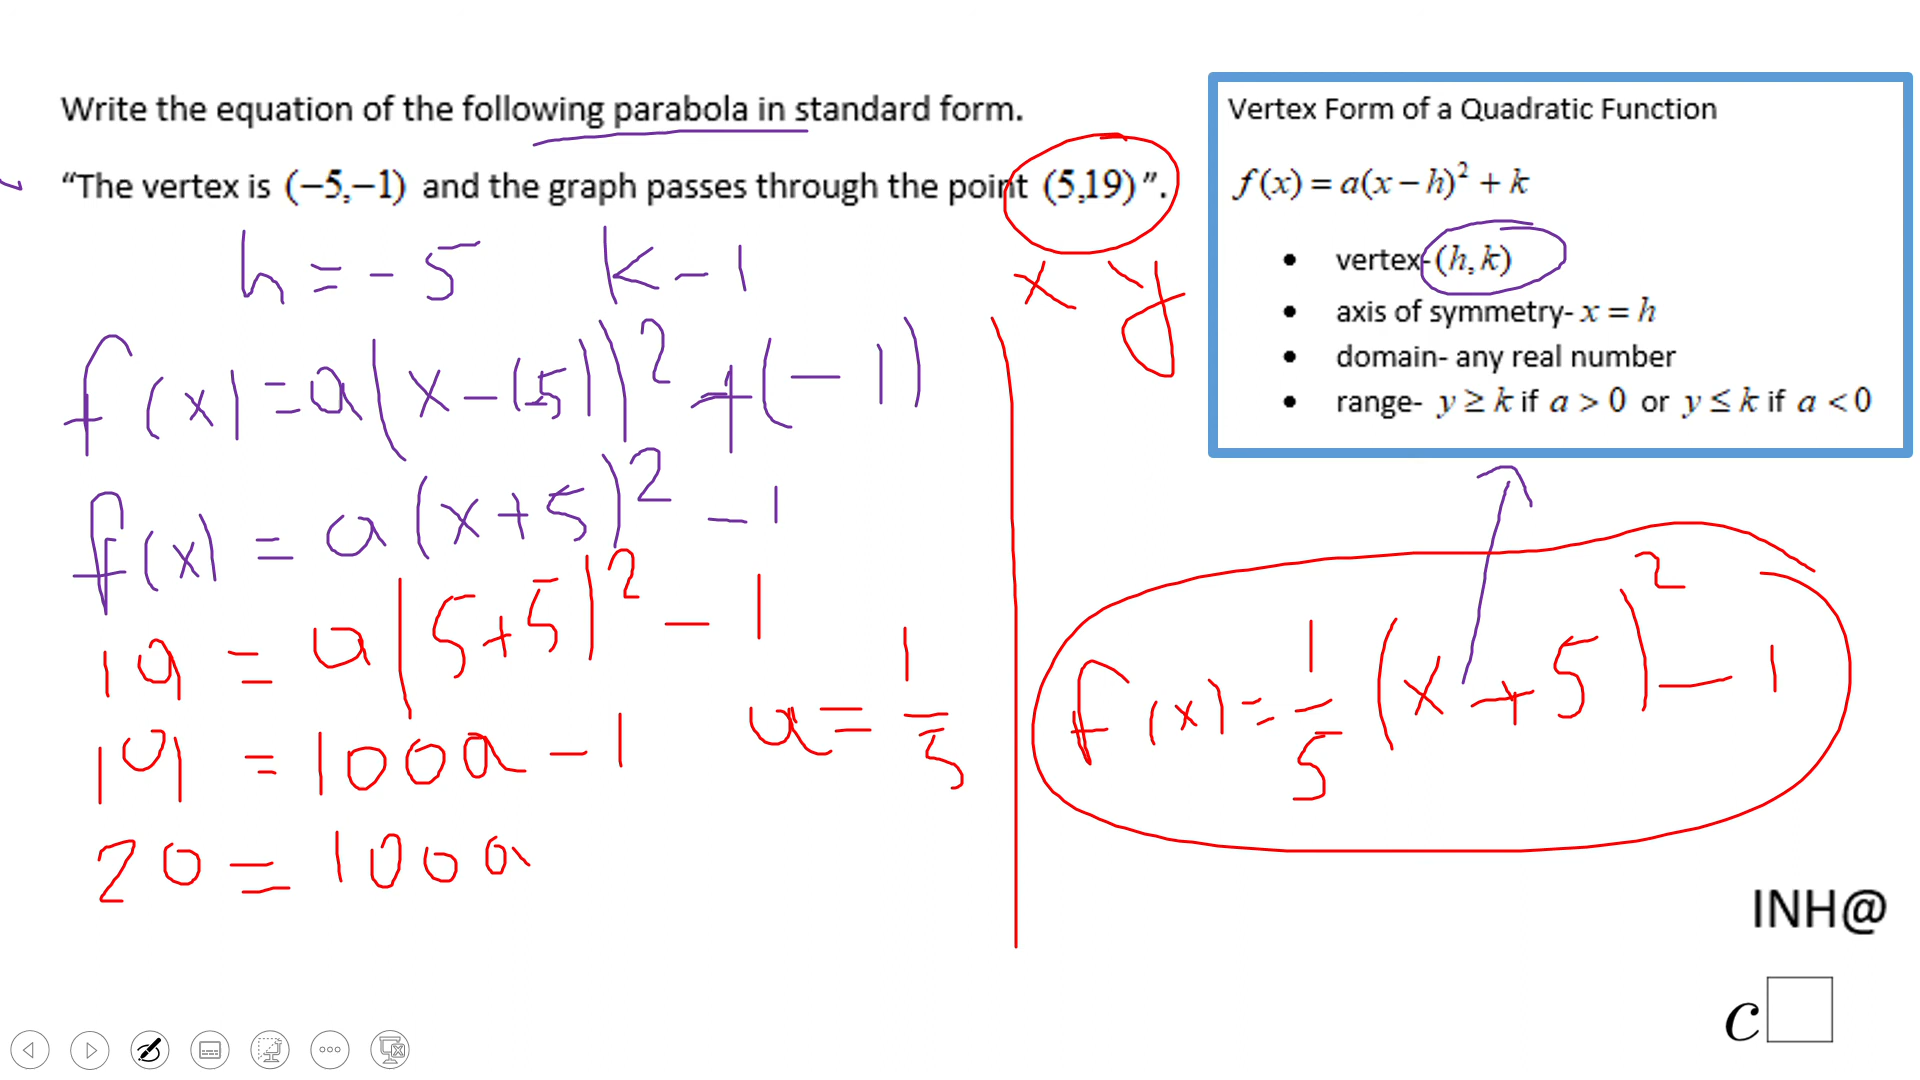 Write the equation of the following parabola in standard form.
“The vertex is (−5,−1) and the graph passes through the point (5,19)”.
h = -5 k - 1
x y
f(x) = a(x-(5))² + (-1)
f(x) = a(x+5)² - 1
19 = a(5+5)² - 1
19 = 100a - 1
20 = 100a
a = 1/5
Vertex Form of a Quadratic Function
f(x) = a(x − h)² + k
• vertex-(h, k)
• axis of symmetry- x = h
• domain- any real number
• range- y ≥ k if a > 0 or y ≤ k if a < 0
f(x) = 1/5 (x+5)² - 1
INH@
c